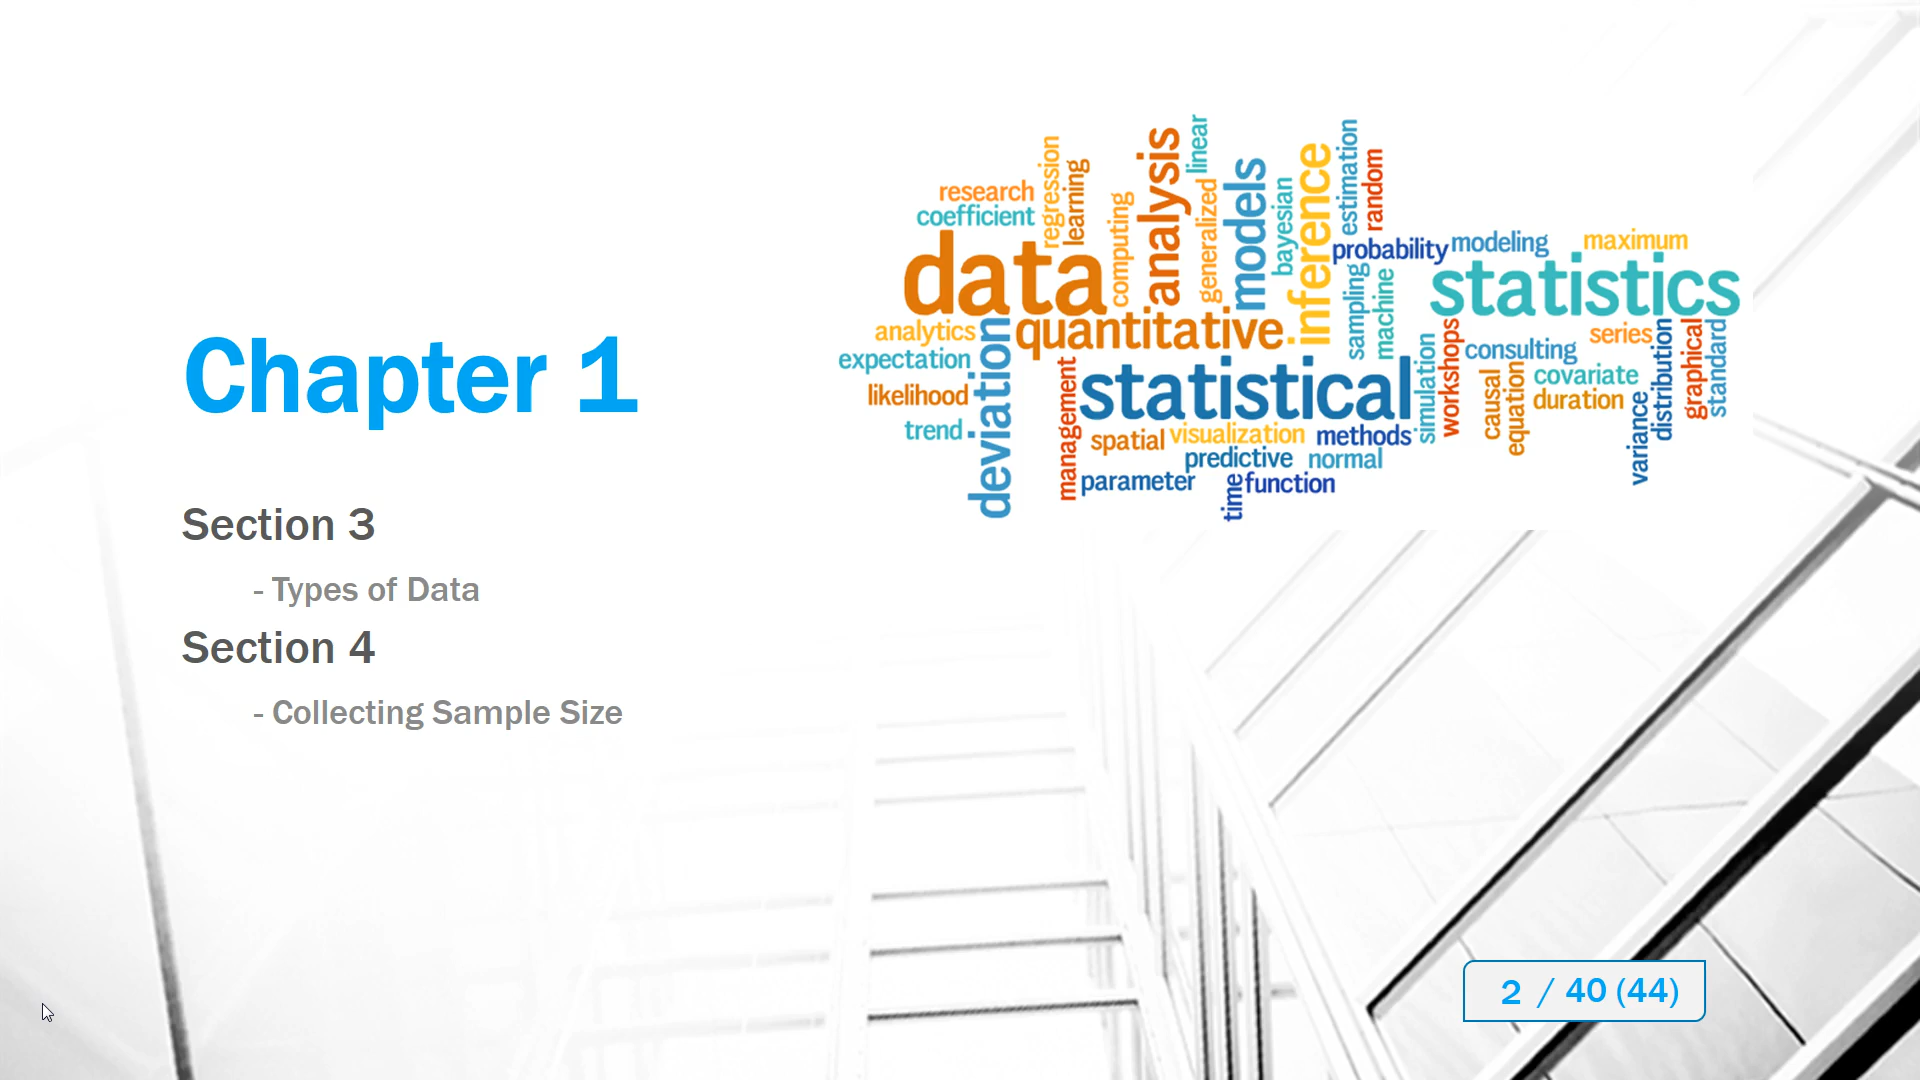 Chapter 1
Section 3
- Types of Data
Section 4
- Collecting Sample Size
research
coefficient
regression
learning
data
computing
analysis
linear
generalized
models
bayesian
inference
estimation
random
probability
modeling
maximum
statistics
sampling
machine
analytics
quantitative
expectation
deviation
likelihood
trend
management
statistical
simulation
workshops
consulting
series
distribution
graphical
standard
causal
equation
covariate
duration
variance
spatial
visualization
methods
predictive
normal
parameter
time
function
2 / 40 (44)